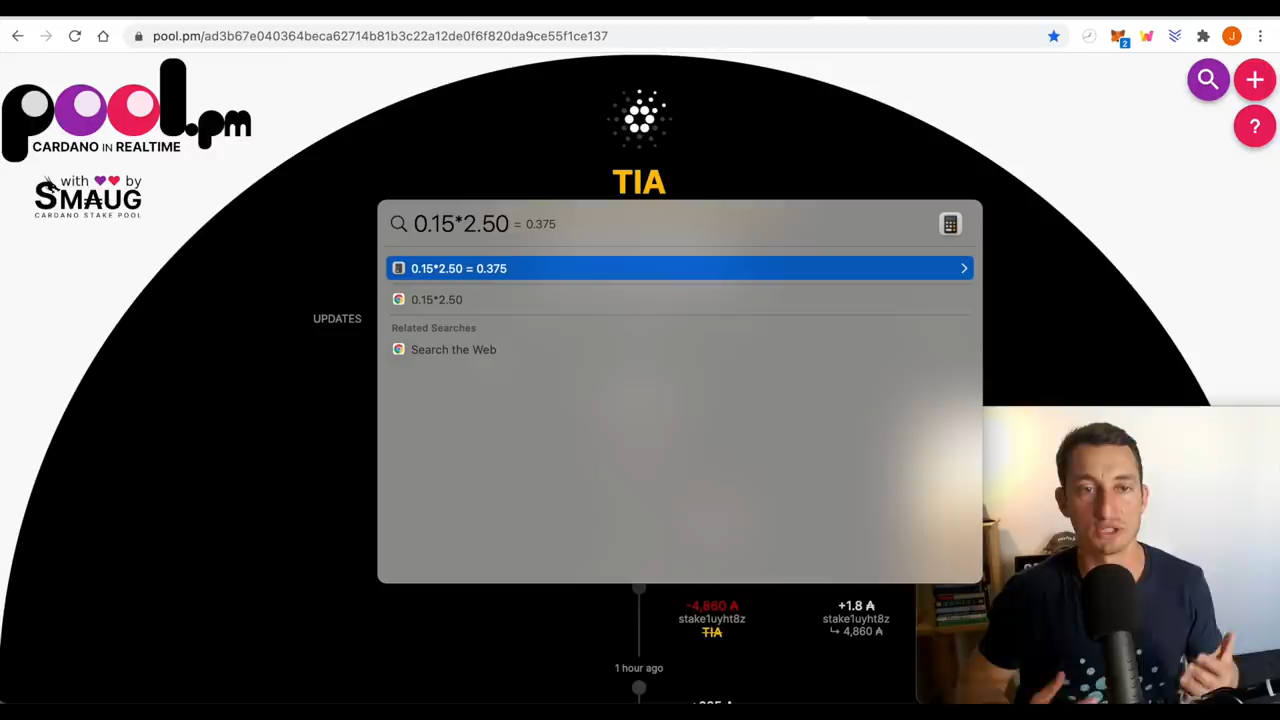 pool.pm/ad3b67e040364beca62714b81b3c22a12de0f6f820da9ce55f1ce137
2
J
pool.pm
CARDANO IN REALTIME
with by
SMAUG
CARDANO STAKE POOL
+
?
TIA
0.15*2.50 = 0.375
0.15*2.50 = 0.375
0.15*2.50
Related Searches
Search the Web
UPDATES
-4,860 ₳
+1.8 ₳
stake1uyht8z
stake1uyht8z
TIA
↪ 4,860 ₳
1 hour ago